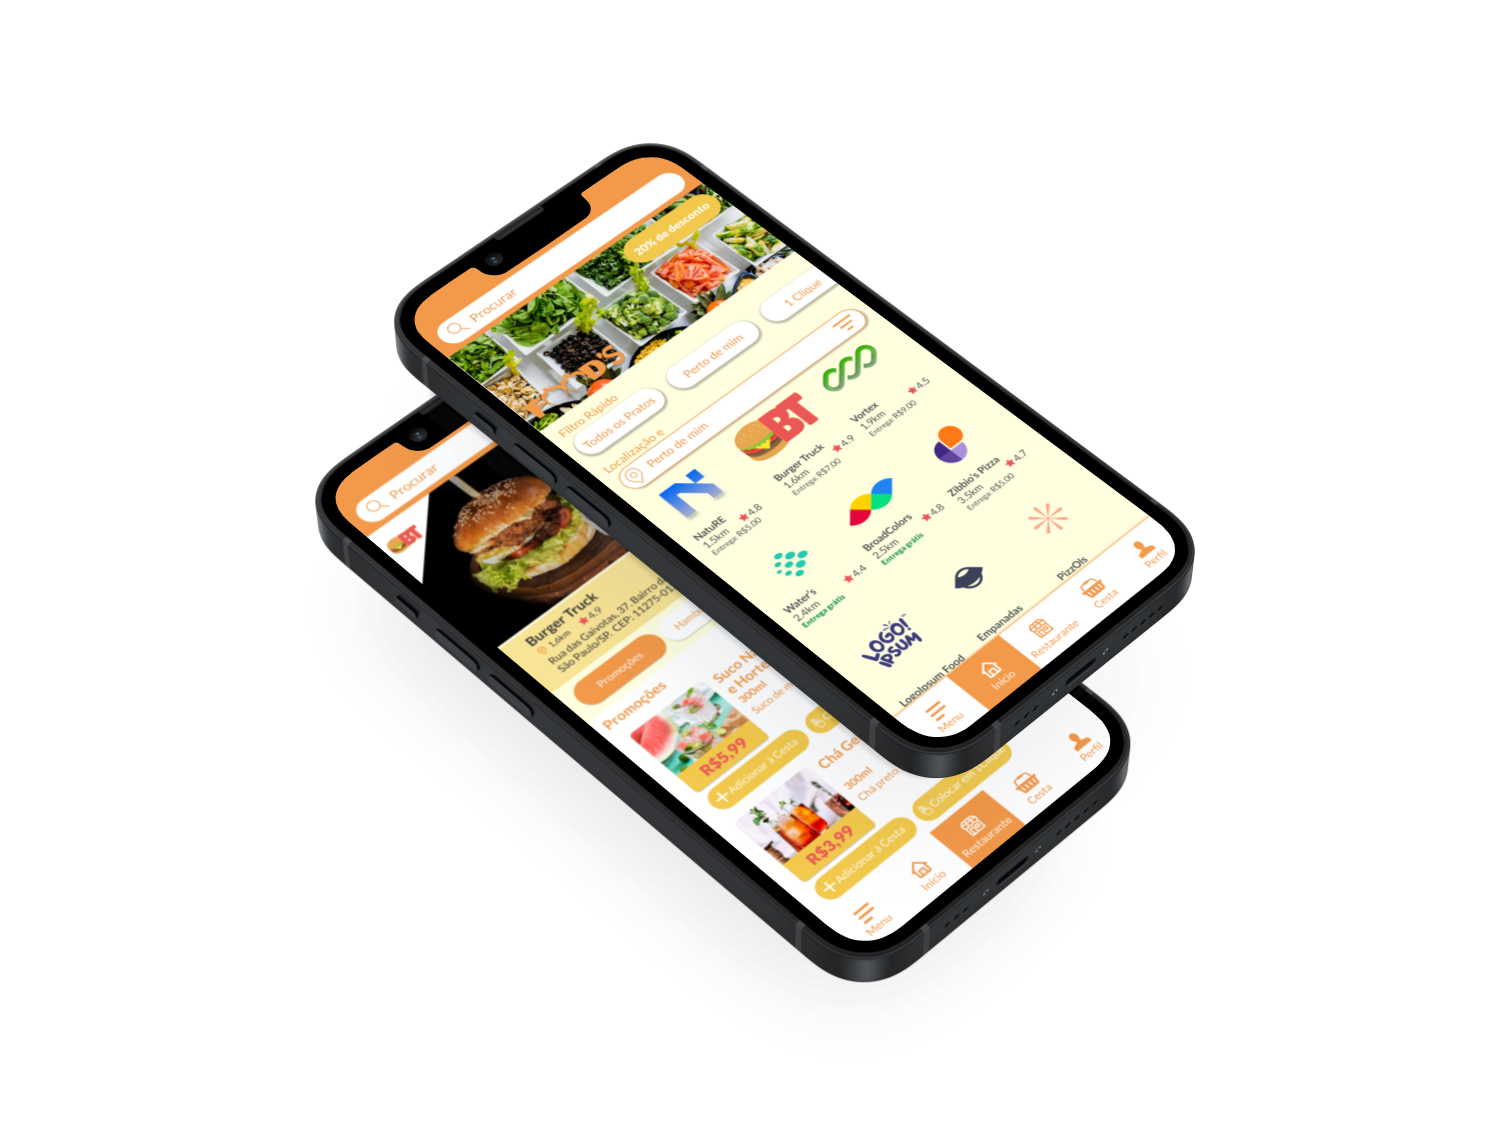 Procurar
20% de desconto
FOOD'S
Filtro Rápido
Todos os Pratos
Perto de mim
1 Clique
Localização e
Perto de mim
NatuRE
4.8
1.5km
Entrega: R$5.00
BT
Burger Truck
4.9
1.6km
Entrega: R$7.00
Vortex
4.5
1.9km
Entrega: R$9.00
Water's
4.4
2.4km
Entrega grátis
BroadColors
4.8
2.5km
Entrega grátis
Zibbio's Pizza
4.7
3.5km
Entrega: R$5.00
LOGO!
IPSUM
Logolosum Food
Empanadas
PizzOls
Menu
Início
Restaurante
Cesta
Perfil
Procurar
BT
Burger Truck
1,6km
4.9
Rua das Gaivotas, 37. Bairro da
São Paulo/SP. CEP: 11275-01
Promoções
Hamb
Promoções
Suco N
e Horte
300ml
Suco de m
R$5,99
Adicionar à Cesta
Chá Ge
300ml
Chá preto
R$3,99
Adicionar à Cesta
Colocar em 1 Clique
Menu
Início
Restaurante
Cesta
Perfil